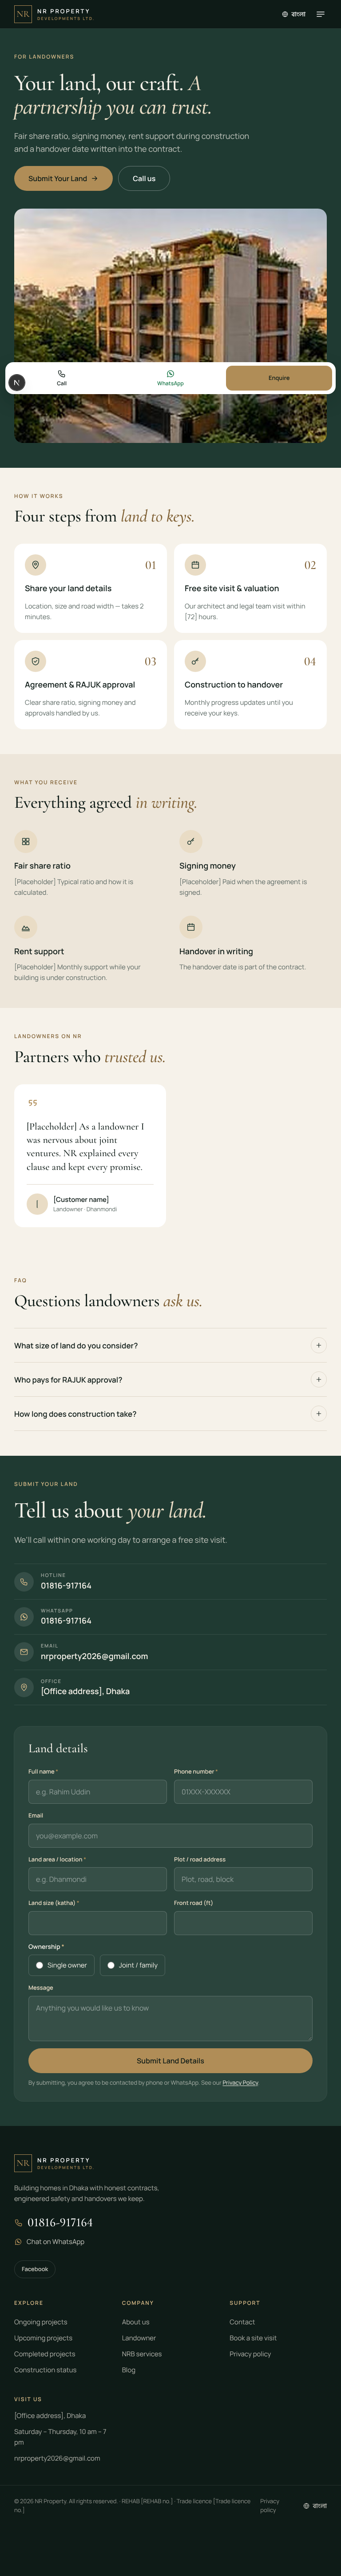 NR
NR PROPERTY
DEVELOPMENTS LTD.
বাংলা
FOR LANDOWNERS
Your land, our craft. A
partnership you can trust.
Fair share ratio, signing money, rent support during construction
and a handover date written into the contract.
Submit Your Land →
Call us
N
Call
WhatsApp
Enquire
HOW IT WORKS
Four steps from land to keys.
01
Share your land details
Location, size and road width — takes 2
minutes.
02
Free site visit & valuation
Our architect and legal team visit within
[72] hours.
03
Agreement & RAJUK approval
Clear share ratio, signing money and
approvals handled by us.
04
Construction to handover
Monthly progress updates until you
receive your keys.
WHAT YOU RECEIVE
Everything agreed in writing.
Fair share ratio
[Placeholder] Typical ratio and how it is
calculated.
Signing money
[Placeholder] Paid when the agreement is
signed.
Rent support
[Placeholder] Monthly support while your
building is under construction.
Handover in writing
The handover date is part of the contract.
LANDOWNERS ON NR
Partners who trusted us.
[Placeholder] As a landowner I
was nervous about joint
ventures. NR explained every
clause and kept every promise.
[Customer name]
Landowner · Dhanmondi
FAQ
Questions landowners ask us.
What size of land do you consider?
Who pays for RAJUK approval?
How long does construction take?
SUBMIT YOUR LAND
Tell us about your land.
We'll call within one working day to arrange a free site visit.
HOTLINE
01816-917164
WHATSAPP
01816-917164
EMAIL
nrproperty2026@gmail.com
OFFICE
[Office address], Dhaka
Land details
Full name *
Phone number *
e.g. Rahim Uddin
01XXX-XXXXXX
Email
you@example.com
Land area / location *
Plot / road address
e.g. Dhanmondi
Plot, road, block
Land size (katha) *
Front road (ft)
Ownership *
Single owner
Joint / family
Message
Anything you would like us to know
Submit Land Details
By submitting, you agree to be contacted by phone or WhatsApp. See our Privacy Policy.
NR
NR PROPERTY
DEVELOPMENTS LTD.
Building homes in Dhaka with honest contracts,
engineered safety and handovers we keep.
01816-917164
Chat on WhatsApp
Facebook
EXPLORE
Ongoing projects
Upcoming projects
Completed projects
Construction status
COMPANY
About us
Landowner
NRB services
Blog
SUPPORT
Contact
Book a site visit
Privacy policy
VISIT US
[Office address], Dhaka
Saturday – Thursday, 10 am – 7
pm
nrproperty2026@gmail.com
© 2026 NR Property. All rights reserved. · REHAB [REHAB no.] · Trade licence [Trade licence
no.]
Privacy
policy
বাংলা